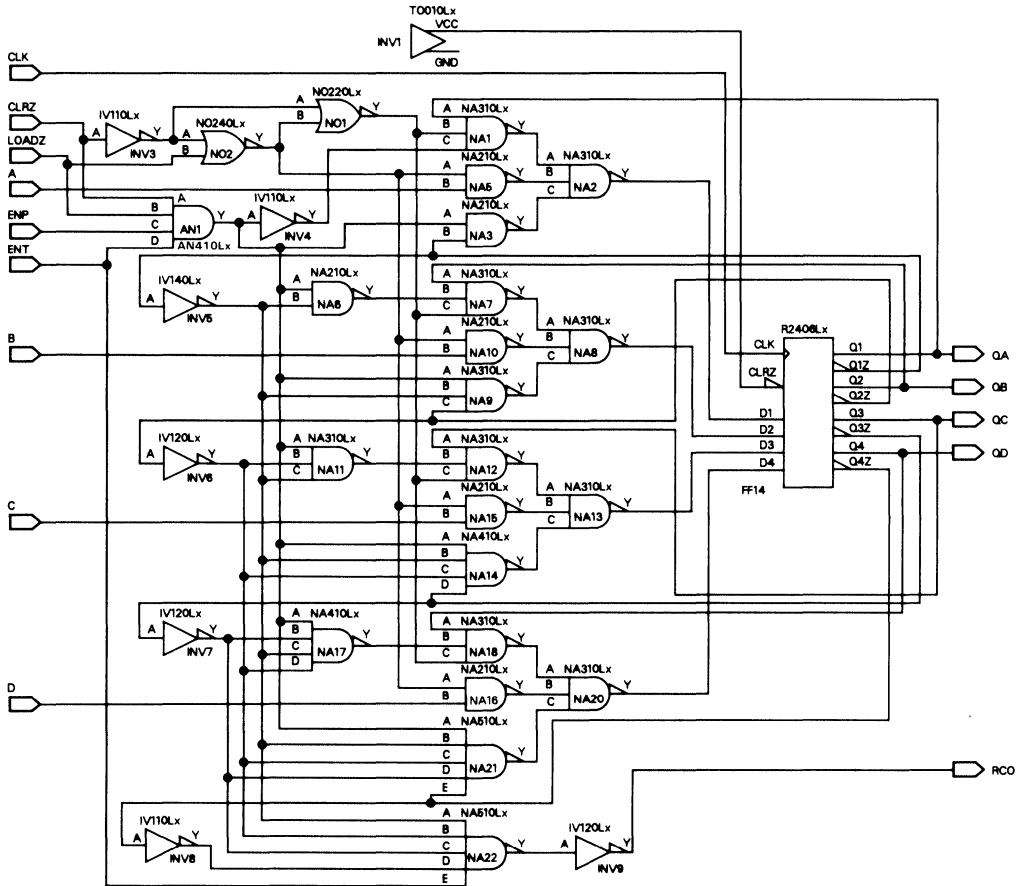 TO010Lx
VCC
INV1
GND
CLK
CLRZ
LOADZ
A
ENP
ENT
B
C
D
IV110Lx
A Y
INV3
NO240Lx
A
B
Y
NO2
NO220Lx
A
B
Y
NO1
A
B
C
D
Y
AN1
AN410Lx
IV110Lx
A Y
INV4
A NA310Lx
B
C
Y
NA1
NA210Lx
A
B
Y
NA5
NA210Lx
A
B
Y
NA3
NA310Lx
A
B
C
Y
NA2
IV140Lx
A Y
INV5
NA210Lx
A
B
Y
NA6
A NA310Lx
B
C
Y
NA7
NA210Lx
A
B
Y
NA10
NA310Lx
A
B
C
Y
NA9
NA310Lx
A
B
C
Y
NA8
IV120Lx
A Y
INV6
A NA310Lx
B
C
Y
NA11
A NA310Lx
B
C
Y
NA12
NA210Lx
A
B
Y
NA15
NA410Lx
A
B
C
D
Y
NA14
NA310Lx
A
B
C
Y
NA13
IV120Lx
A Y
INV7
NA410Lx
A
B
C
D
Y
NA17
A NA310Lx
B
C
Y
NA18
NA210Lx
A
B
Y
NA16
A NA510Lx
B
C
D
E
Y
NA21
NA310Lx
A
B
C
Y
NA20
IV110Lx
A Y
INV8
A NA510Lx
B
C
D
E
Y
NA22
IV120Lx
A Y
INV9
R2406Lx
CLK
CLRZ
D1
D2
D3
D4
Q1
Q1Z
Q2
Q2Z
Q3
Q3Z
Q4
Q4Z
FF14
QA
QB
QC
QD
RCO